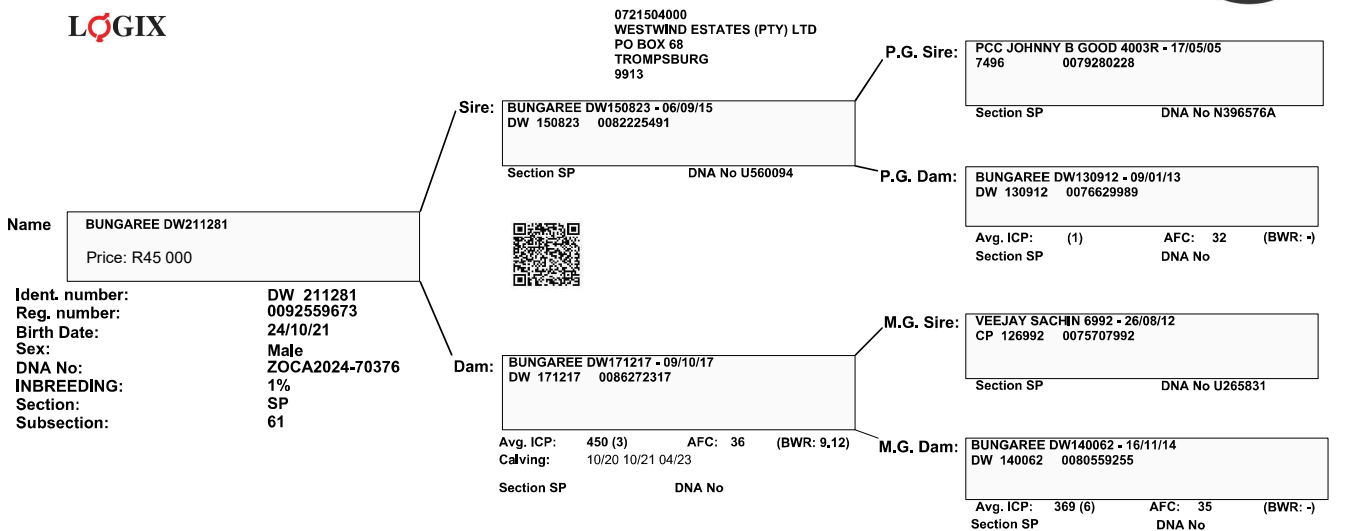 LOGIX
0721504000
WESTWIND ESTATES (PTY) LTD
PO BOX 68
TROMPSBURG
9913
Name
BUNGAREE DW211281
Price: R45 000
Ident. number: DW 211281
Reg. number: 0092559673
Birth Date: 24/10/21
Sex: Male
DNA No: ZOCA2024-70376
INBREEDING: 1%
Section: SP
Subsection: 61
Sire:
BUNGAREE DW150823 - 06/09/15
DW 150823 0082225491
Section SP DNA No U560094
Dam:
BUNGAREE DW171217 - 09/10/17
DW 171217 0086272317
Avg. ICP: 450 (3) AFC: 36 (BWR: 9.12)
Calving: 10/20 10/21 04/23
Section SP DNA No
P.G. Sire:
PCC JOHNNY B GOOD 4003R - 17/05/05
7496 0079280228
Section SP DNA No N396576A
P.G. Dam:
BUNGAREE DW130912 - 09/01/13
DW 130912 0076629989
Avg. ICP: (1) AFC: 32 (BWR: -)
Section SP DNA No
M.G. Sire:
VEEJAY SACHIN 6992 - 26/08/12
CP 126992 0075707992
Section SP DNA No U265831
M.G. Dam:
BUNGAREE DW140062 - 16/11/14
DW 140062 0080559255
Avg. ICP: 369 (6) AFC: 35 (BWR: -)
Section SP DNA No